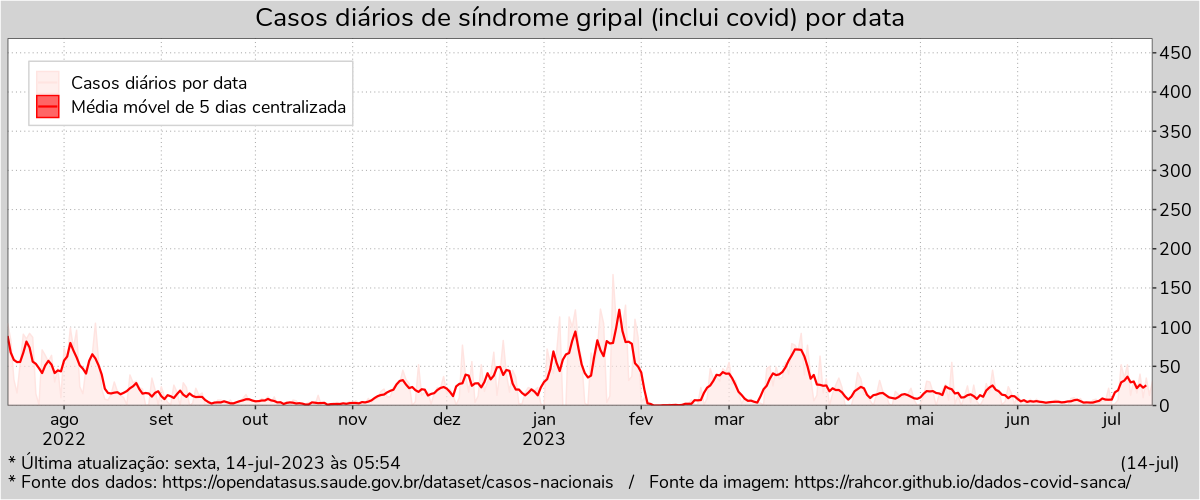 Casos diários de síndrome gripal (inclui covid) por data
Casos diários por data
Média móvel de 5 dias centralizada
450
400
350
300
250
200
150
100
50
0
ago set out nov dez jan fev mar abr mai jun jul
2022 2023
* Última atualização: sexta, 14-jul-2023 às 05:54 (14-jul)
* Fonte dos dados: https://opendatasus.saude.gov.br/dataset/casos-nacionais / Fonte da imagem: https://rahcor.github.io/dados-covid-sanca/